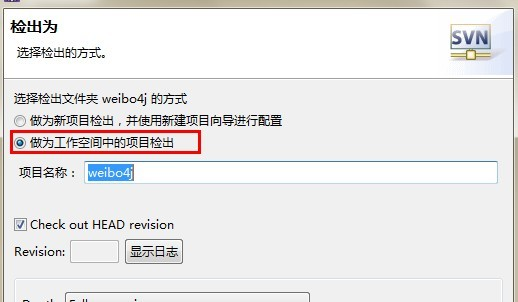 检出为
选择检出的方式。
SVN
选择检出文件夹 weibo4j 的方式
做为新项目检出，并使用新建项目向导进行配置
做为工作空间中的项目检出
项目名称： weibo4j
Check out HEAD revision
Revision: 显示日志